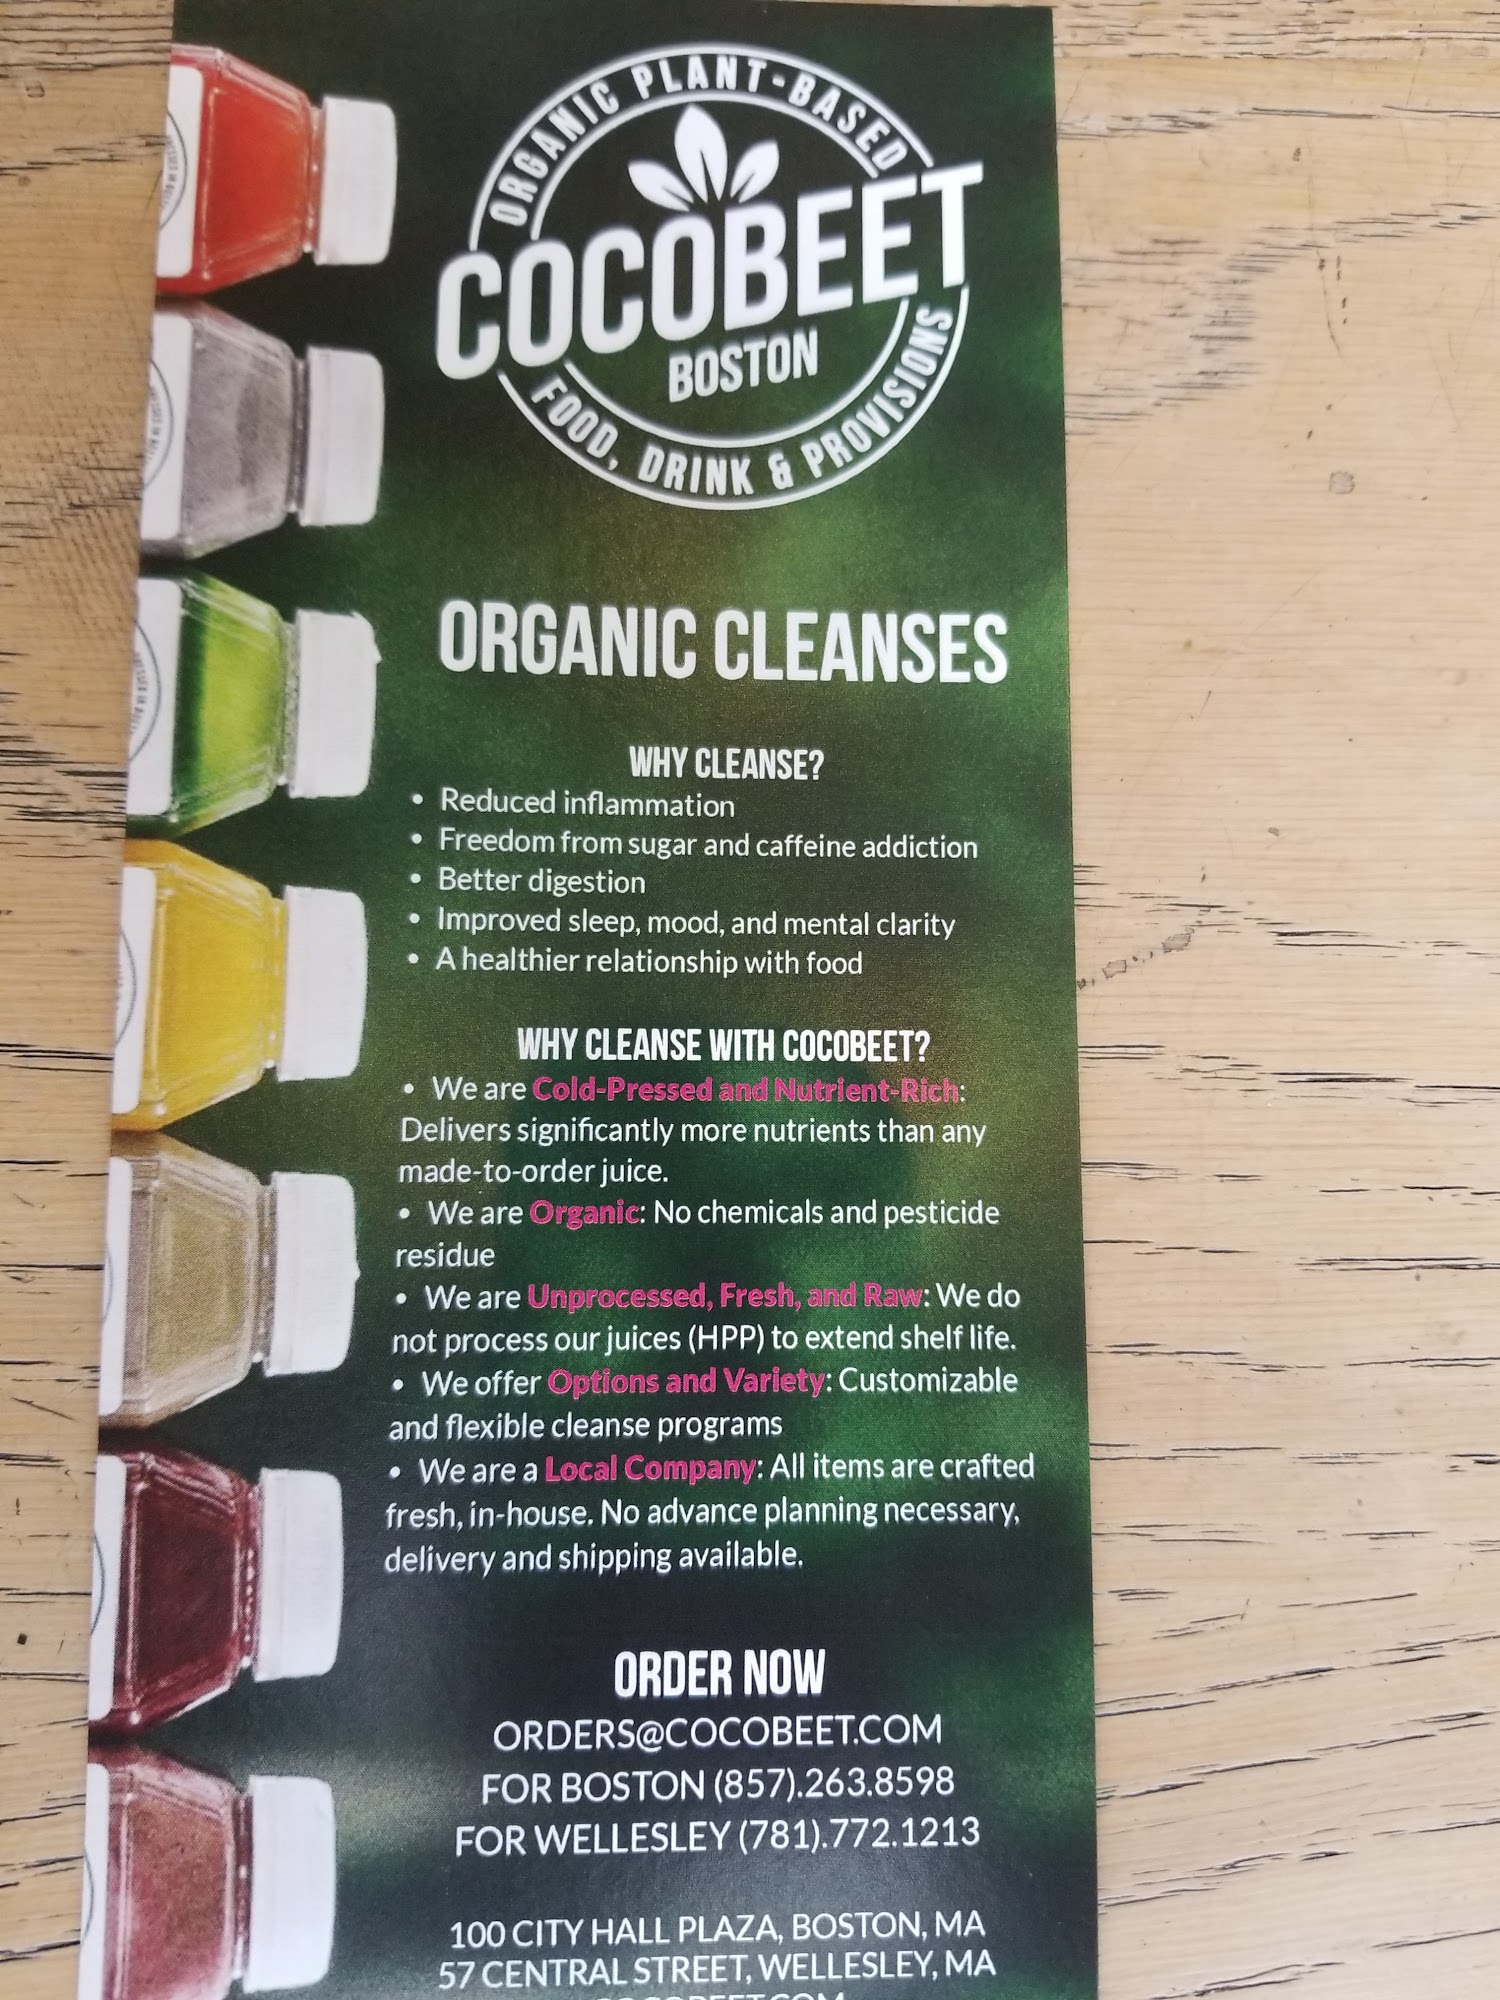 ORGANIC PLANT-BASED
COCOBEET
BOSTON
FOOD, DRINK & PROVISIONS
ORGANIC CLEANSES
WHY CLEANSE?
• Reduced inflammation
• Freedom from sugar and caffeine addiction
• Better digestion
• Improved sleep, mood, and mental clarity
• A healthier relationship with food
WHY CLEANSE WITH COCOBEET?
• We are Cold-Pressed and Nutrient-Rich:
Delivers significantly more nutrients than any
made-to-order juice.
• We are Organic: No chemicals and pesticide
residue
• We are Unprocessed, Fresh, and Raw: We do
not process our juices (HPP) to extend shelf life.
• We offer Options and Variety: Customizable
and flexible cleanse programs
• We are a Local Company: All items are crafted
fresh, in-house. No advance planning necessary,
delivery and shipping available.
ORDER NOW
ORDERS@COCOBEET.COM
FOR BOSTON (857).263.8598
FOR WELLESLEY (781).772.1213
100 CITY HALL PLAZA, BOSTON, MA
57 CENTRAL STREET, WELLESLEY, MA
COCOBEET.COM